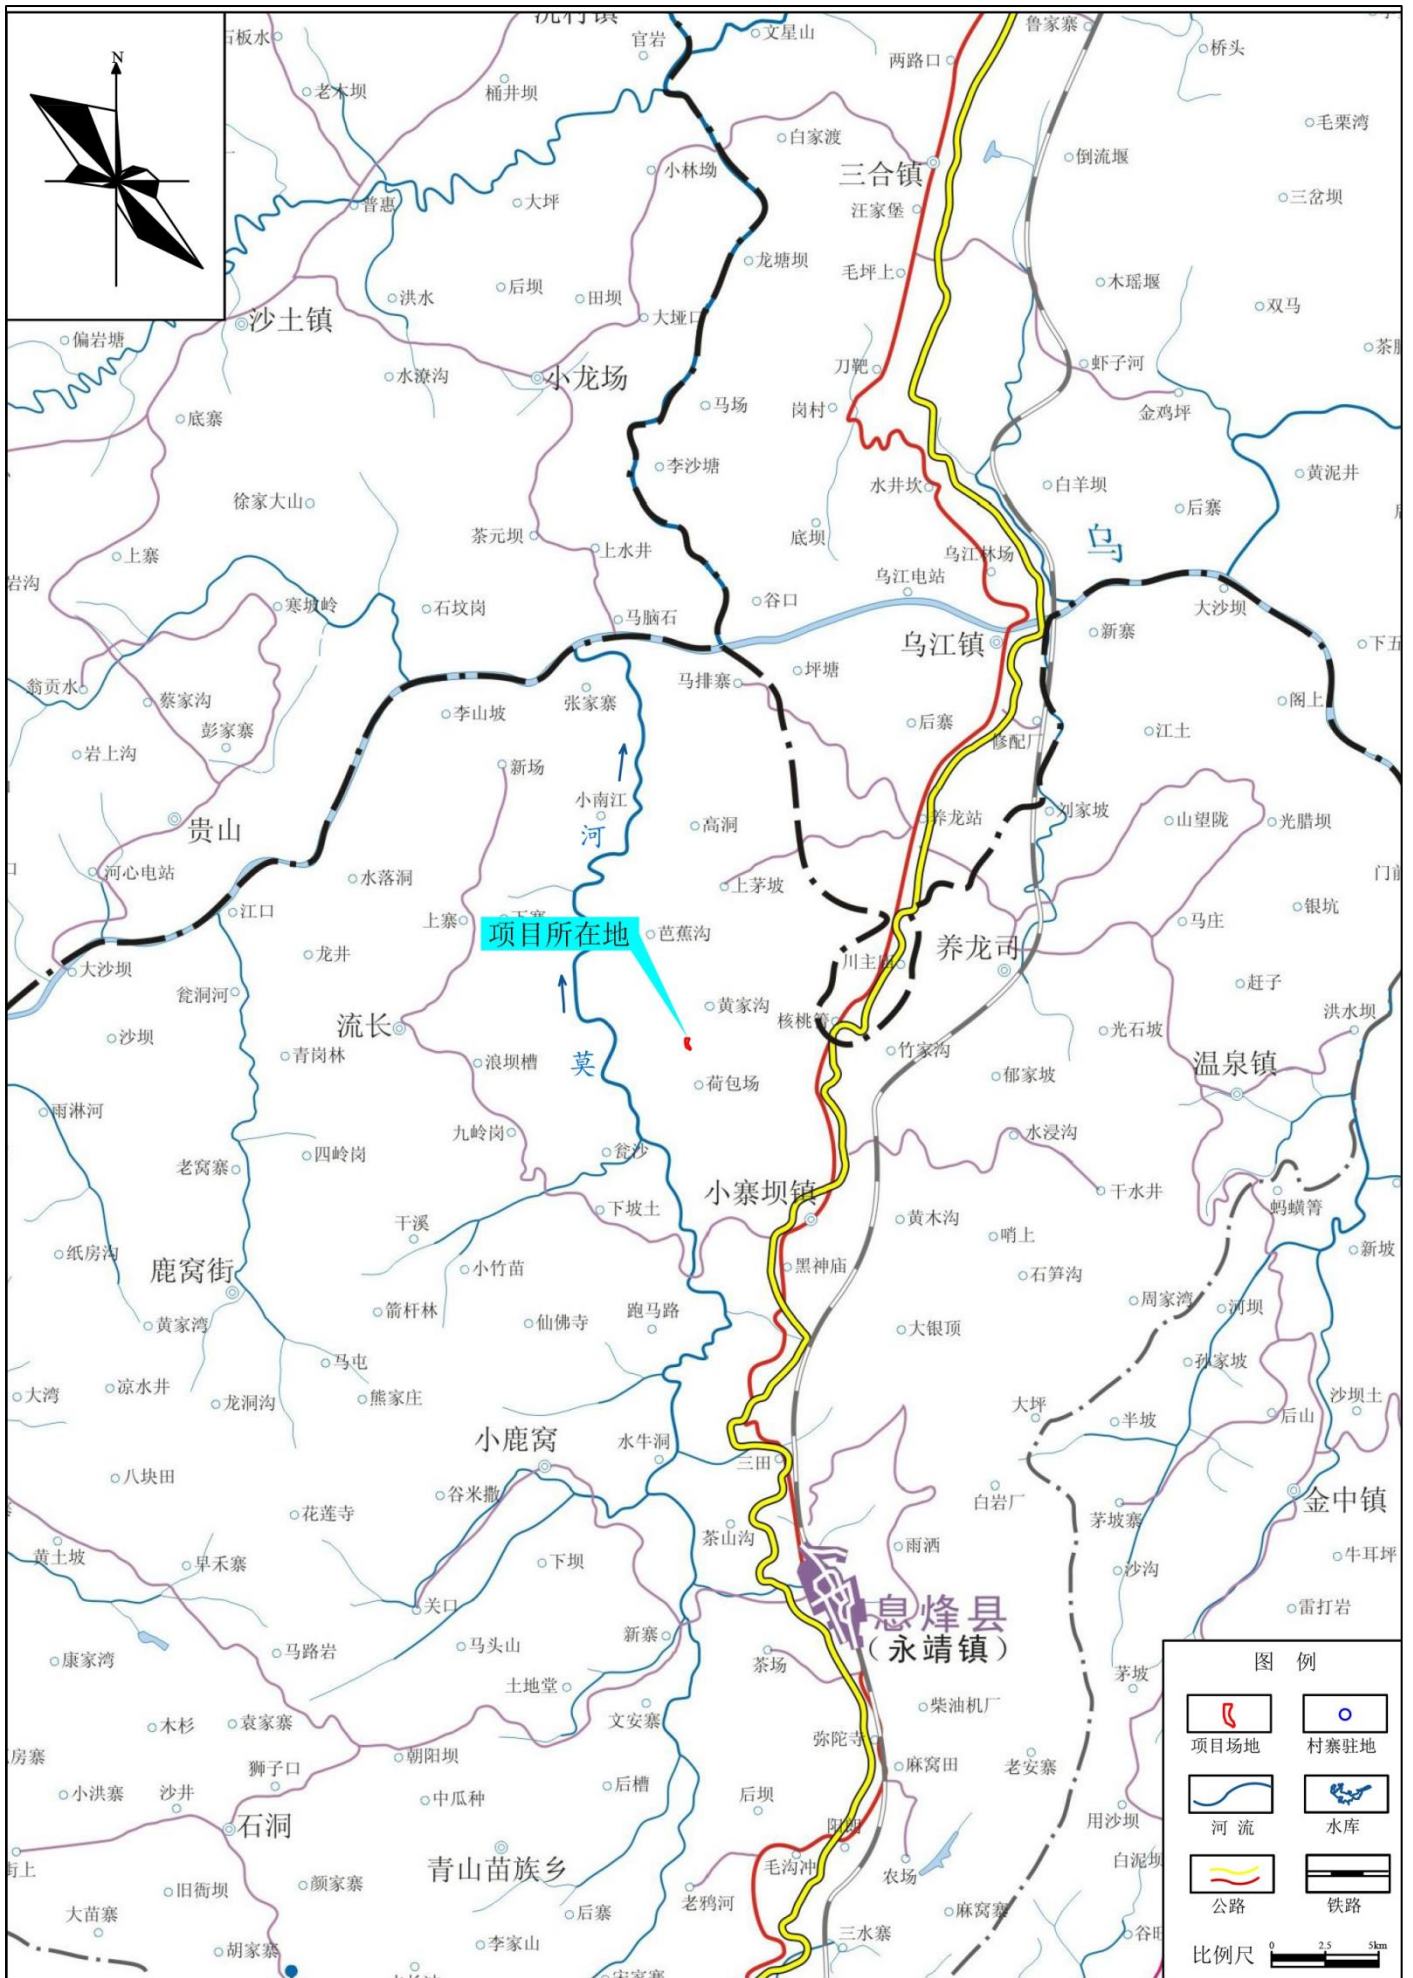 N
石板水
官岩
文星山
两路口
鲁家寨
桥头
老木坝
桶井坝
毛栗湾
白家渡
倒流堰
小林坳
三合镇
普惠
大坪
汪家堡
三岔坝
龙塘坝
毛坪上
木瑶堰
洪水
后坝
田坝
双马
大垭口
沙土镇
偏岩塘
虾子河
水潦沟
小龙场
刀靶
金鸡坪
底寨
马场
岗村
李沙塘
黄泥井
徐家大山
水井坎
白羊坝
后寨
茶元坝
底坝
上水井
乌
上寨
乌江林场
乌江电站
岩沟
寒坡岭
石坟岗
谷口
大沙坝
马脑石
新寨
乌江镇
坪塘
翁贡水
马排寨
蔡家沟
张家寨
阁上
李山坡
后寨
江土
彭家寨
岩上沟
修配厂
新场
小南江
刘家坡
高洞
养龙站
山望陇
光腊坝
贵山
河
河心电站
水落洞
上茅坡
江口
上寨
下寨
马庄
银坑
项目所在地
芭蕉沟
龙井
川主庙
养龙司
大沙坝
瓮洞河
赶子
黄家沟
洪水坝
流长
核桃箐
沙坝
光石坡
青岗林
浪坝槽
竹家沟
莫
温泉镇
荷包场
郁家坡
雨淋河
九岭岗
水浸沟
四岭岗
瓮沙
老窝寨
小寨坝镇
干水井
下坡土
蚂蟥箐
干溪
黄木沟
哨上
纸房沟
新坡
鹿窝街
小竹苗
黑神庙
石笋沟
箭杆林
仙佛寺
跑马路
周家湾
河坝
黄家湾
大银顶
马屯
孙家坡
大湾
凉水井
龙洞沟
熊家庄
沙坝土
大坪
半坡
后山
小鹿窝
水牛洞
三田
八块田
谷米撒
白岩厂
金中镇
花莲寺
茅坡寨
茶山沟
黄土坡
早禾寨
下坝
雨洒
牛耳坪
沙沟
关口
息烽县
雷打岩
新寨
（永靖镇）
马路岩
马头山
康家湾
茶场
图 例
茅坡
土地堂
木杉
袁家寨
文安寨
柴油机厂
弥陀寺
项目场地
村寨驻地
朝阳坝
麻窝田
老安寨
狮子口
小洪寨
沙井
中瓜种
后槽
后坝
用沙坝
石洞
阳朗
河 流
水库
青山苗族乡
毛沟冲
农场
白泥坝
旧衙坝
颜家寨
老鸦河
公路
铁路
大苗寨
后寨
麻窝寨
胡家寨
李家山
三水寨
比例尺
0 2.5 5km